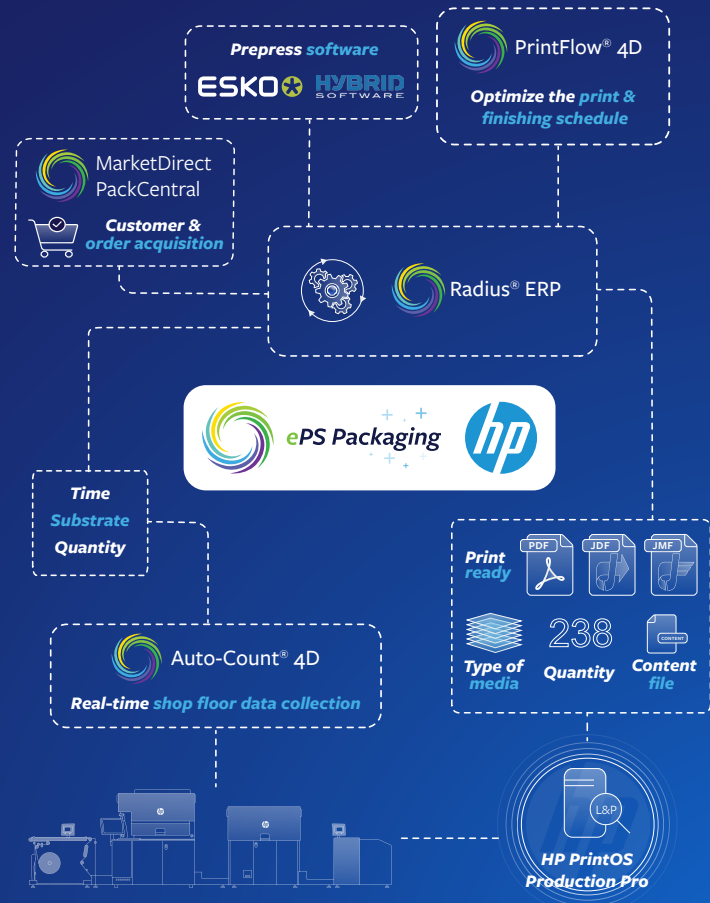 Prepress software
ESKO HYBRID
SOFTWARE
PrintFlow® 4D
Optimize the print &
finishing schedule
MarketDirect
PackCentral
Customer &
order acquisition
Radius® ERP
ePS Packaging
hp
Time
Substrate
Quantity
Auto-Count® 4D
Real-time shop floor data collection
Print
ready
PDF
JDF
JMF
238
CONTENT
Type of
media
Quantity
Content
file
L&P
hp
HP PrintOS
Production Pro